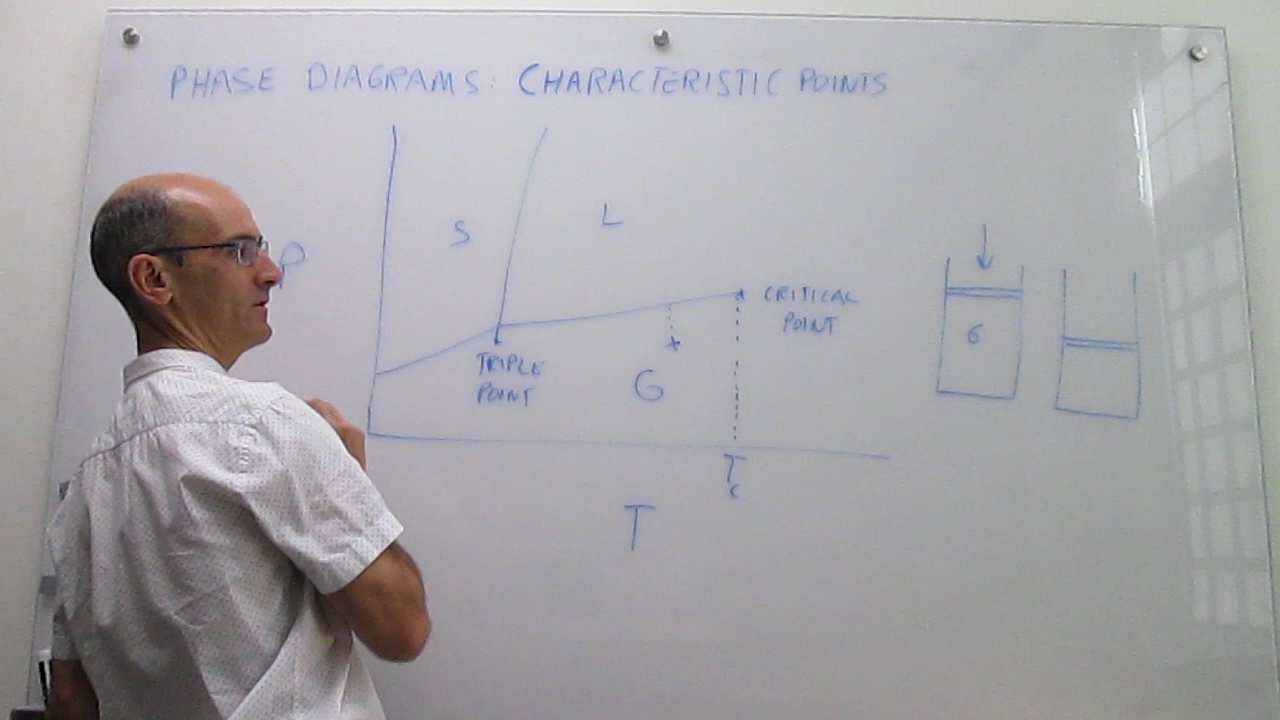 PHASE DIAGRAMS: CHARACTERISTIC POINTS
P
S
L
CRITICAL
POINT
TRIPLE
POINT
G
G
Tc
T